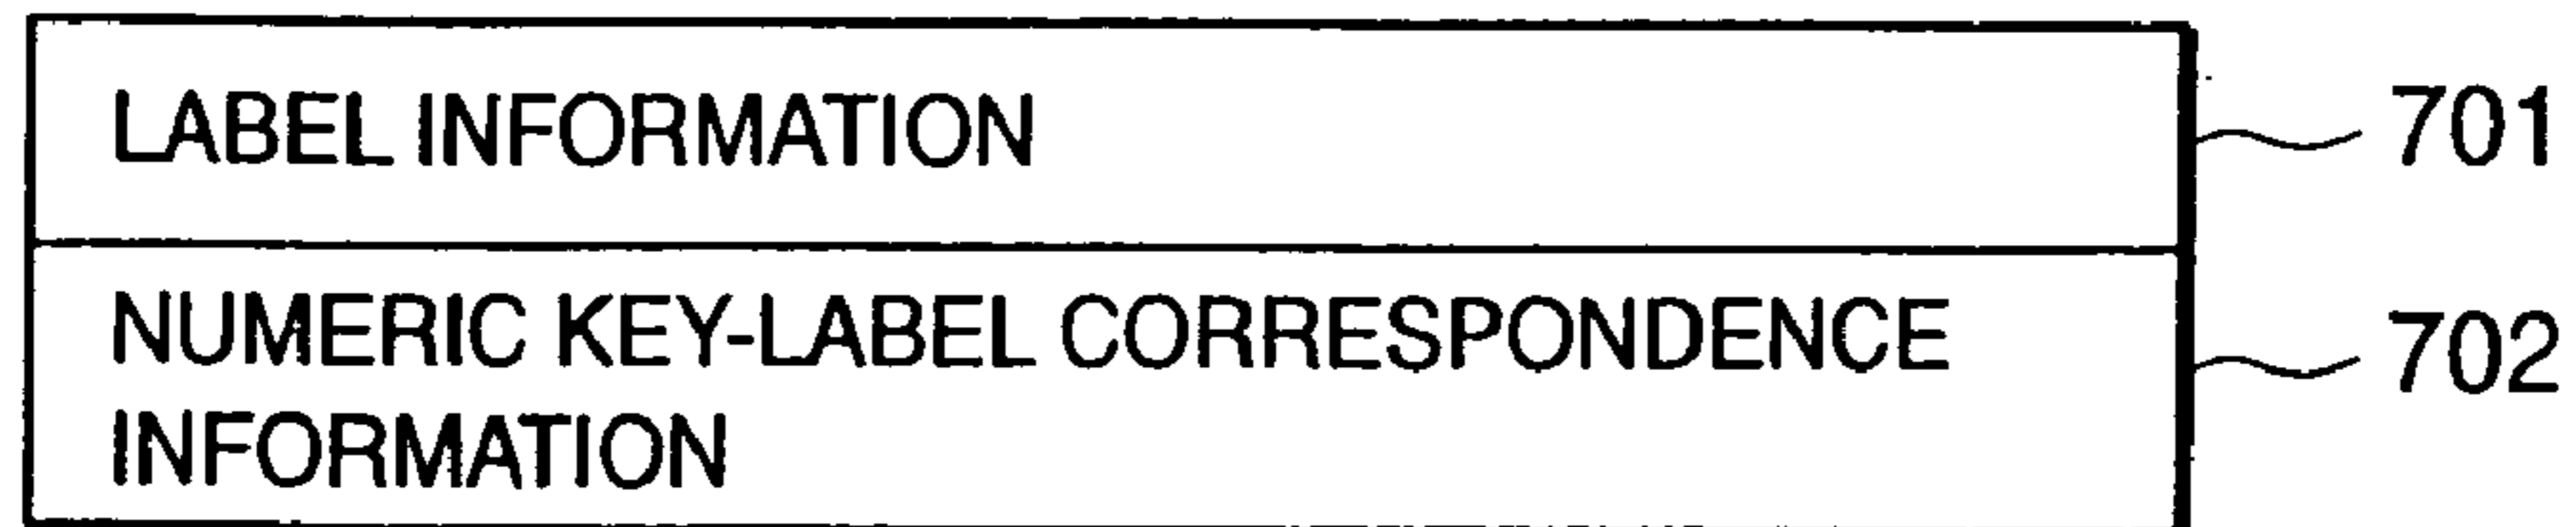 LABEL INFORMATION
701
NUMERIC KEY-LABEL CORRESPONDENCE
INFORMATION
702